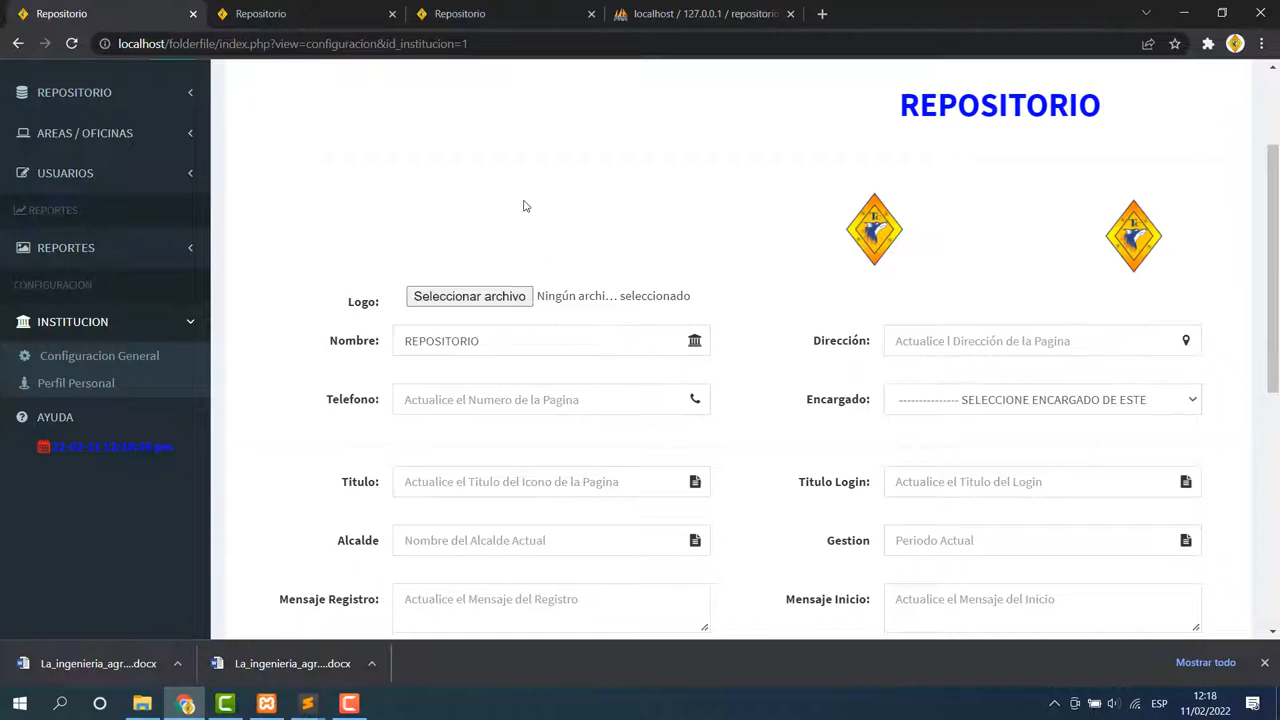 Repositorio
Repositorio
Repositorio
localhost / 127.0.0.1 / repositorio
localhost/folderfile/index.php?view=configuracion&id_institucion=1
REPOSITORIO
AREAS / OFICINAS
USUARIOS
REPORTES
REPORTES
CONFIGURACION
INSTITUCION
Configuracion General
Perfil Personal
AYUDA
REPOSITORIO
Logo:
Seleccionar archivo
Ningún archi... seleccionado
Nombre:
REPOSITORIO
Dirección:
Actualice l Dirección de la Pagina
Telefono:
Actualice el Numero de la Pagina
Encargado:
--------------- SELECCIONE ENCARGADO DE ESTE
Titulo:
Actualice el Titulo del Icono de la Pagina
Titulo Login:
Actualice el Titulo del Login
Alcalde
Nombre del Alcalde Actual
Gestion
Periodo Actual
Mensaje Registro:
Actualice el Mensaje del Registro
Mensaje Inicio:
Actualice el Mensaje del Inicio
La_ingenieria_agr....docx
La_ingenieria_agr....docx
Mostrar todo
ESP
12:18
11/02/2022